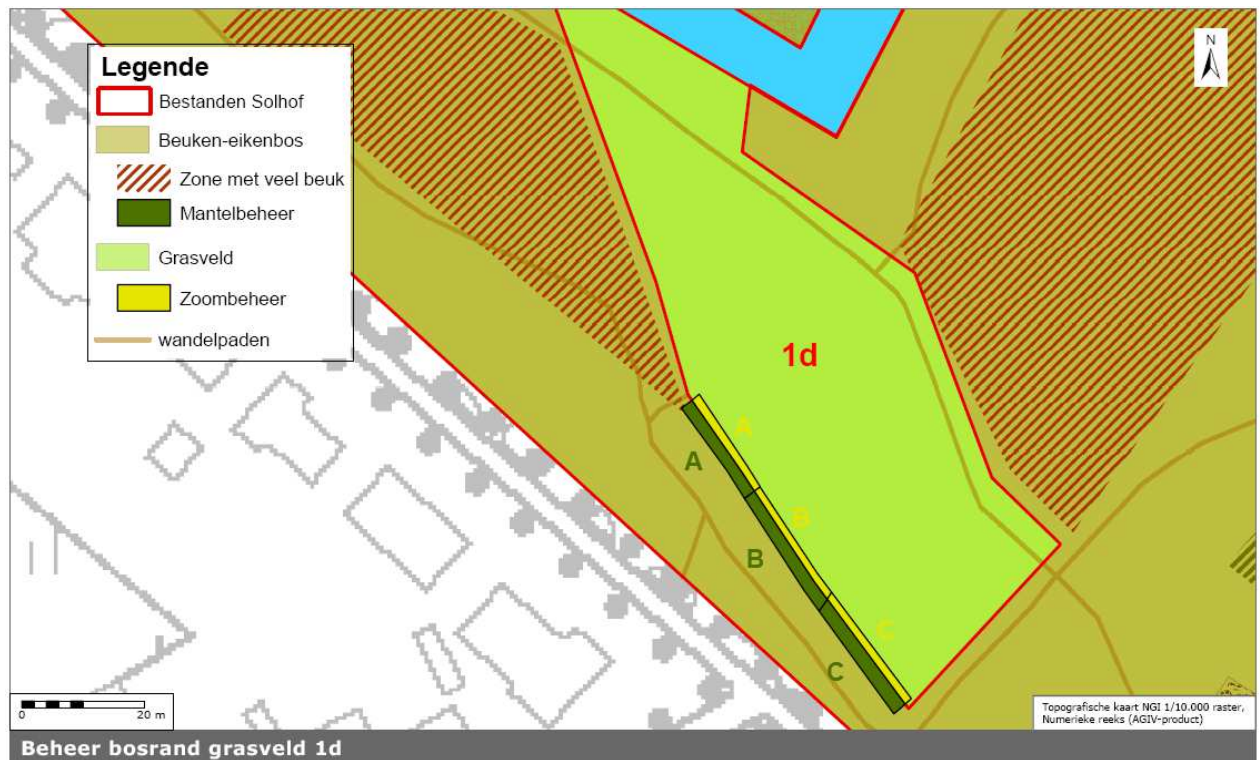 Legende
Bestanden Solhof
Beuken-eikenbos
Zone met veel beuk
Mantelbeheer
Grasveld
Zoombeheer
wandelpaden
N
1d
A
A
B
B
C
C
0 20 m
Topografische kaart NGI 1/10.000 raster,
Numerieke reeks (AGIV-product)
Beheer bosrand grasveld 1d